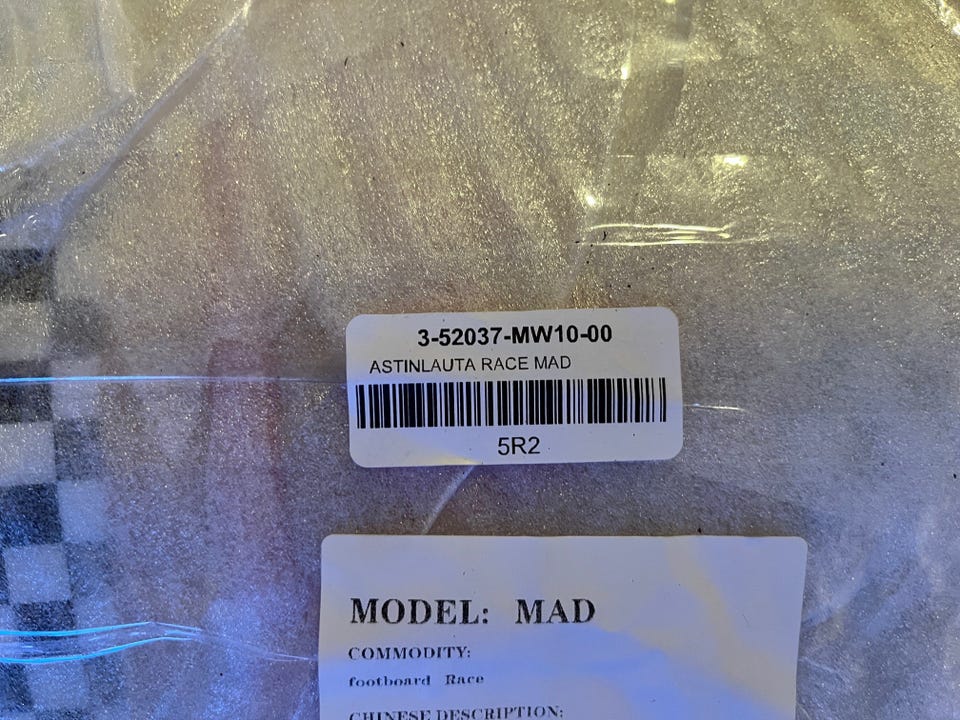 3-52037-MW10-00
ASTINLAUTA RACE MAD
5R2
MODEL: MAD
COMMODITY:
footboard Race
CHINESE DESCRIPTION: